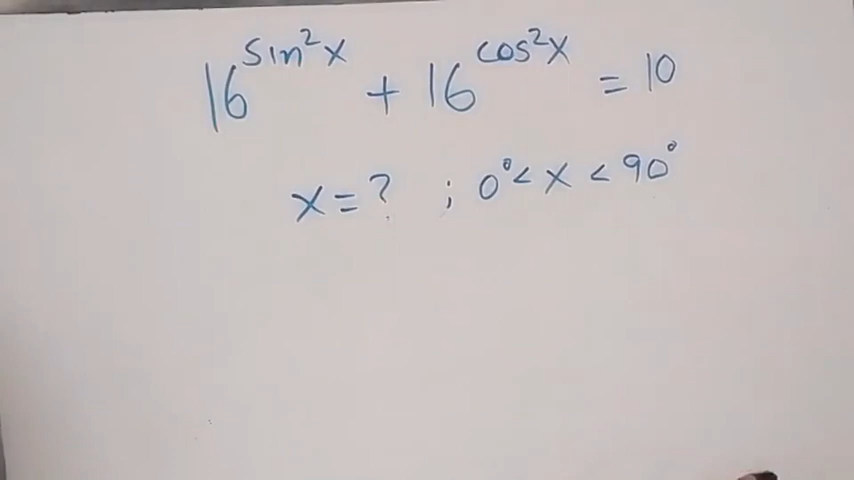 16^sin²x + 16^cos²x = 10
x = ? ; 0° < x < 90°